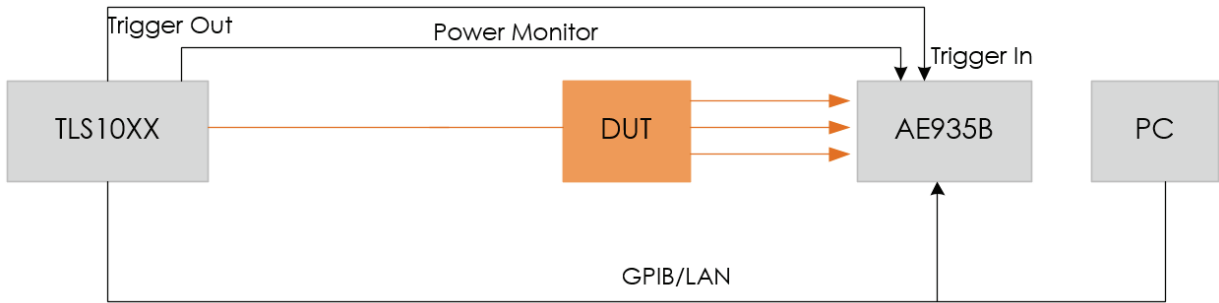 Trigger Out
Power Monitor
Trigger In
TLS10XX
DUT
AE935B
PC
GPIB/LAN